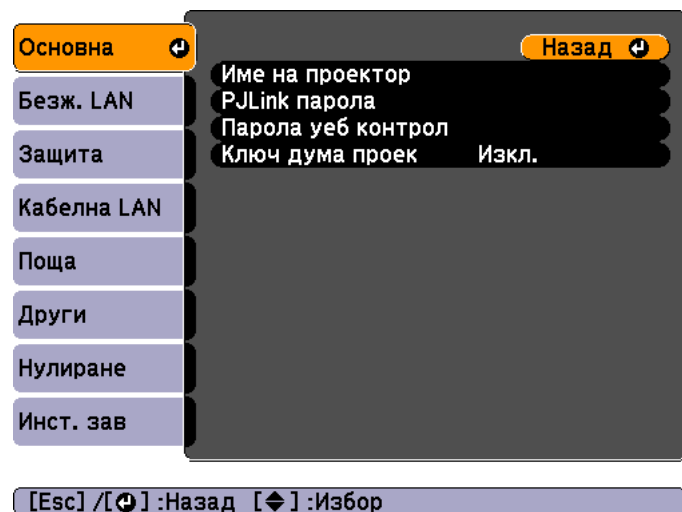 Основна
Назад
Име на проектор
Безж. LAN
PJLink парола
Парола уеб контрол
Защита
Ключ дума проек Изкл.
Кабелна LAN
Поща
Други
Нулиране
Инст. зав
[Esc] /[ ] :Назад [ ] :Избор